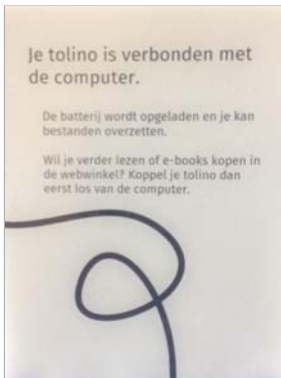 Je tolino is verbonden met
de computer.
De batterij wordt opgeladen en je kan
bestanden overzetten.
Wil je verder lezen of e-books kopen in
de webwinkel? Koppel je tolino dan
eerst los van de computer.